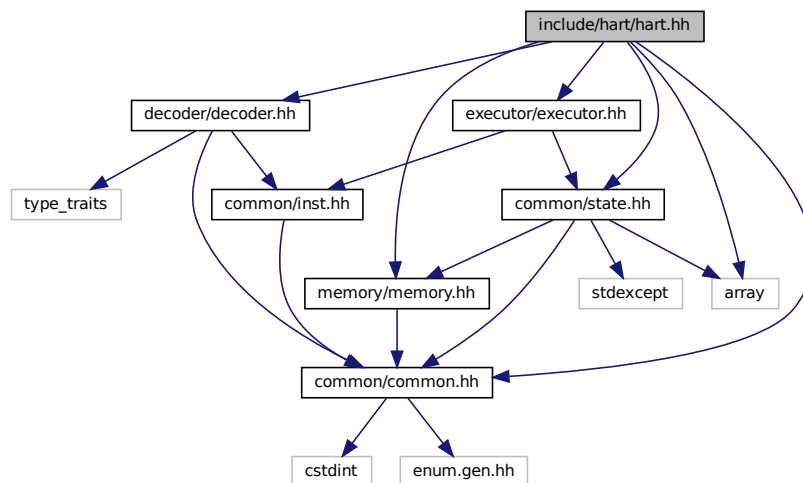 include/hart/hart.hh
decoder/decoder.hh
executor/executor.hh
type_traits
common/inst.hh
common/state.hh
memory/memory.hh
stdexcept
array
common/common.hh
cstdint
enum.gen.hh